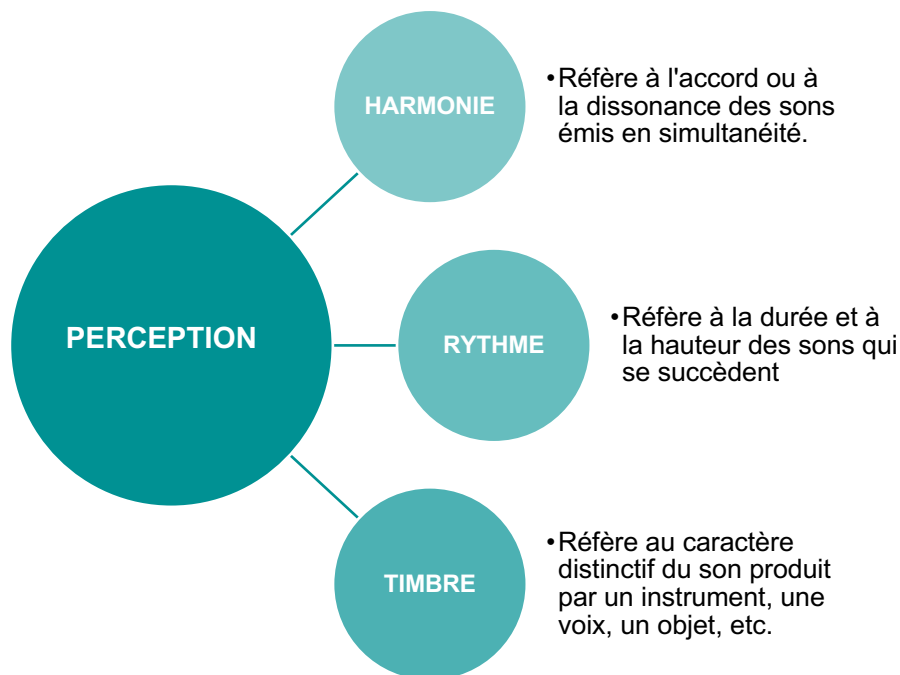 HARMONIE
•Réfère à l'accord ou à
la dissonance des sons
émis en simultanéité.
PERCEPTION
RYTHME
•Réfère à la durée et à
la hauteur des sons qui
se succèdent
TIMBRE
•Réfère au caractère
distinctif du son produit
par un instrument, une
voix, un objet, etc.